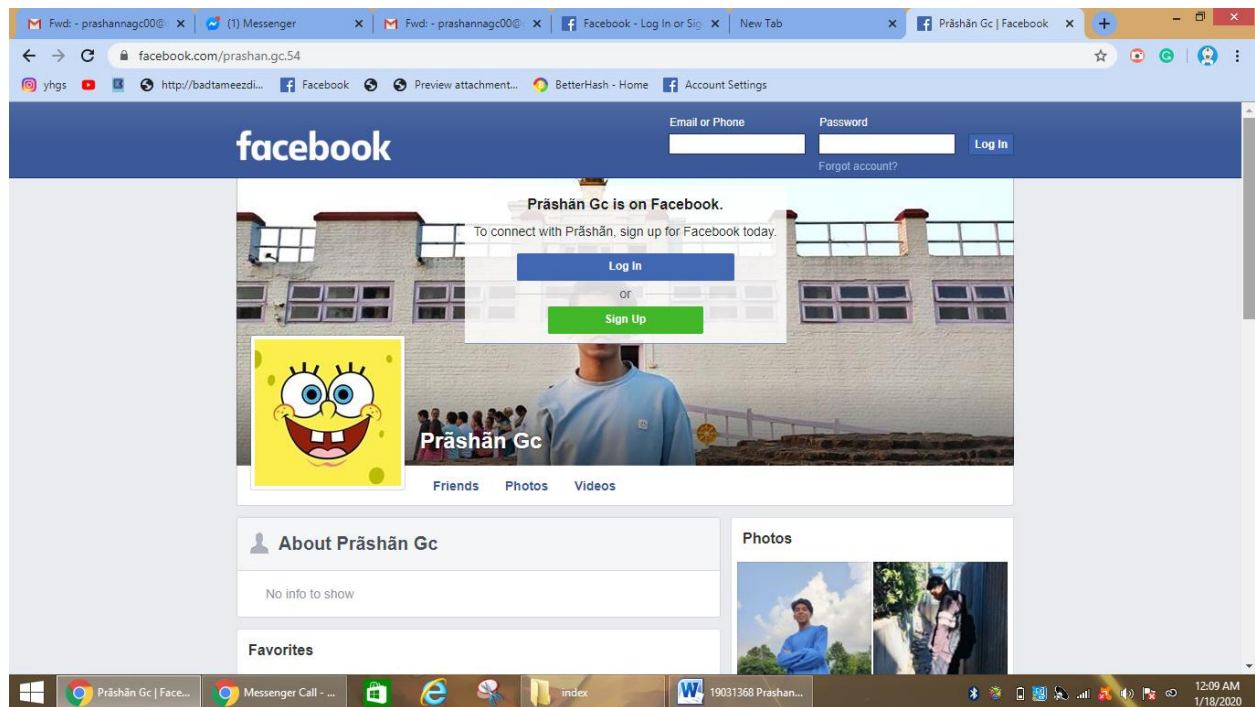 Fwd: - prashannagc00@
(1) Messenger
Fwd: - prashannagc00@
Facebook - Log In or Sig
New Tab
Prãshãn Gc | Facebook
facebook.com/prashan.gc.54
yhgs
http://badtameezdi...
Facebook
Preview attachment...
BetterHash - Home
Account Settings
facebook
Email or Phone
Password
Log In
Forgot account?
Prãshãn Gc is on Facebook.
To connect with Prãshãn, sign up for Facebook today.
Log In
or
Sign Up
Prãshãn Gc
Friends Photos Videos
About Prãshãn Gc
No info to show
Favorites
Photos
Prãshãn Gc | Face...
Messenger Call - ...
index
19031368 Prashan...
12:09 AM
1/18/2020